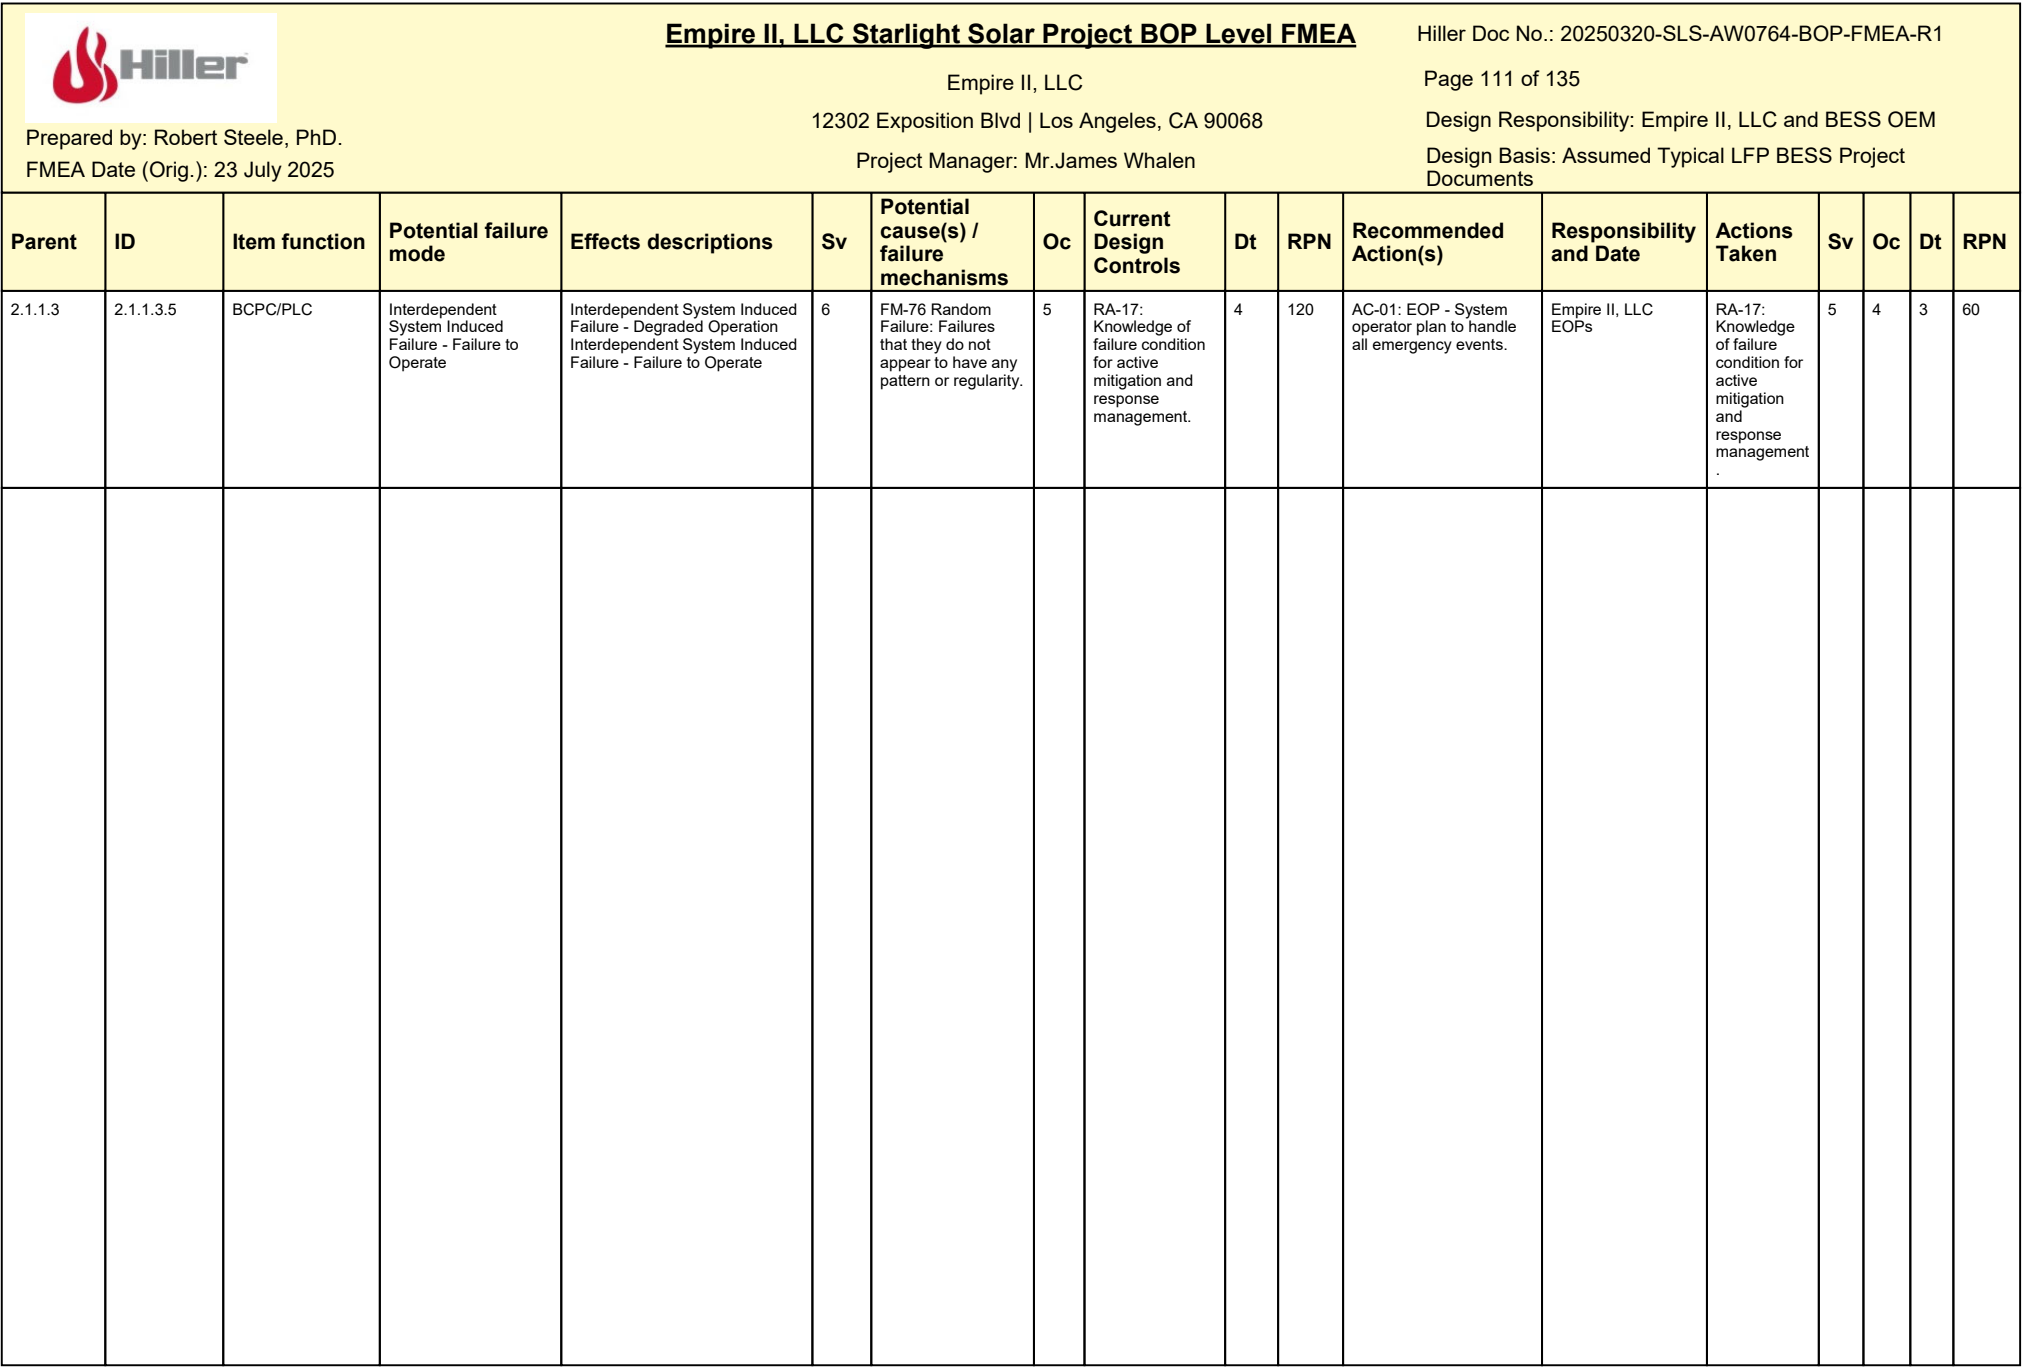 Hiller
Prepared by: Robert Steele, PhD.
FMEA Date (Orig.): 23 July 2025
Empire II, LLC Starlight Solar Project BOP Level FMEA
Empire II, LLC
12302 Exposition Blvd | Los Angeles, CA 90068
Project Manager: Mr.James Whalen
Hiller Doc No.: 20250320-SLS-AW0764-BOP-FMEA-R1
Page 111 of 135
Design Responsibility: Empire II, LLC and BESS OEM
Design Basis: Assumed Typical LFP BESS Project
Documents
Parent
ID
Item function
Potential failure
mode
Effects descriptions
Sv
Potential
cause(s) /
failure
mechanisms
Oc
Current
Design
Controls
Dt
RPN
Recommended
Action(s)
Responsibility
and Date
Actions
Taken
Sv
Oc
Dt
RPN
2.1.1.3
2.1.1.3.5
BCPC/PLC
Interdependent
System Induced
Failure - Failure to
Operate
Interdependent System Induced
Failure - Degraded Operation
Interdependent System Induced
Failure - Failure to Operate
6
FM-76 Random
Failure: Failures
that they do not
appear to have any
pattern or regularity.
5
RA-17:
Knowledge of
failure condition
for active
mitigation and
response
management.
4
120
AC-01: EOP - System
operator plan to handle
all emergency events.
Empire II, LLC
EOPs
RA-17:
Knowledge
of failure
condition for
active
mitigation
and
response
management
.
5
4
3
60